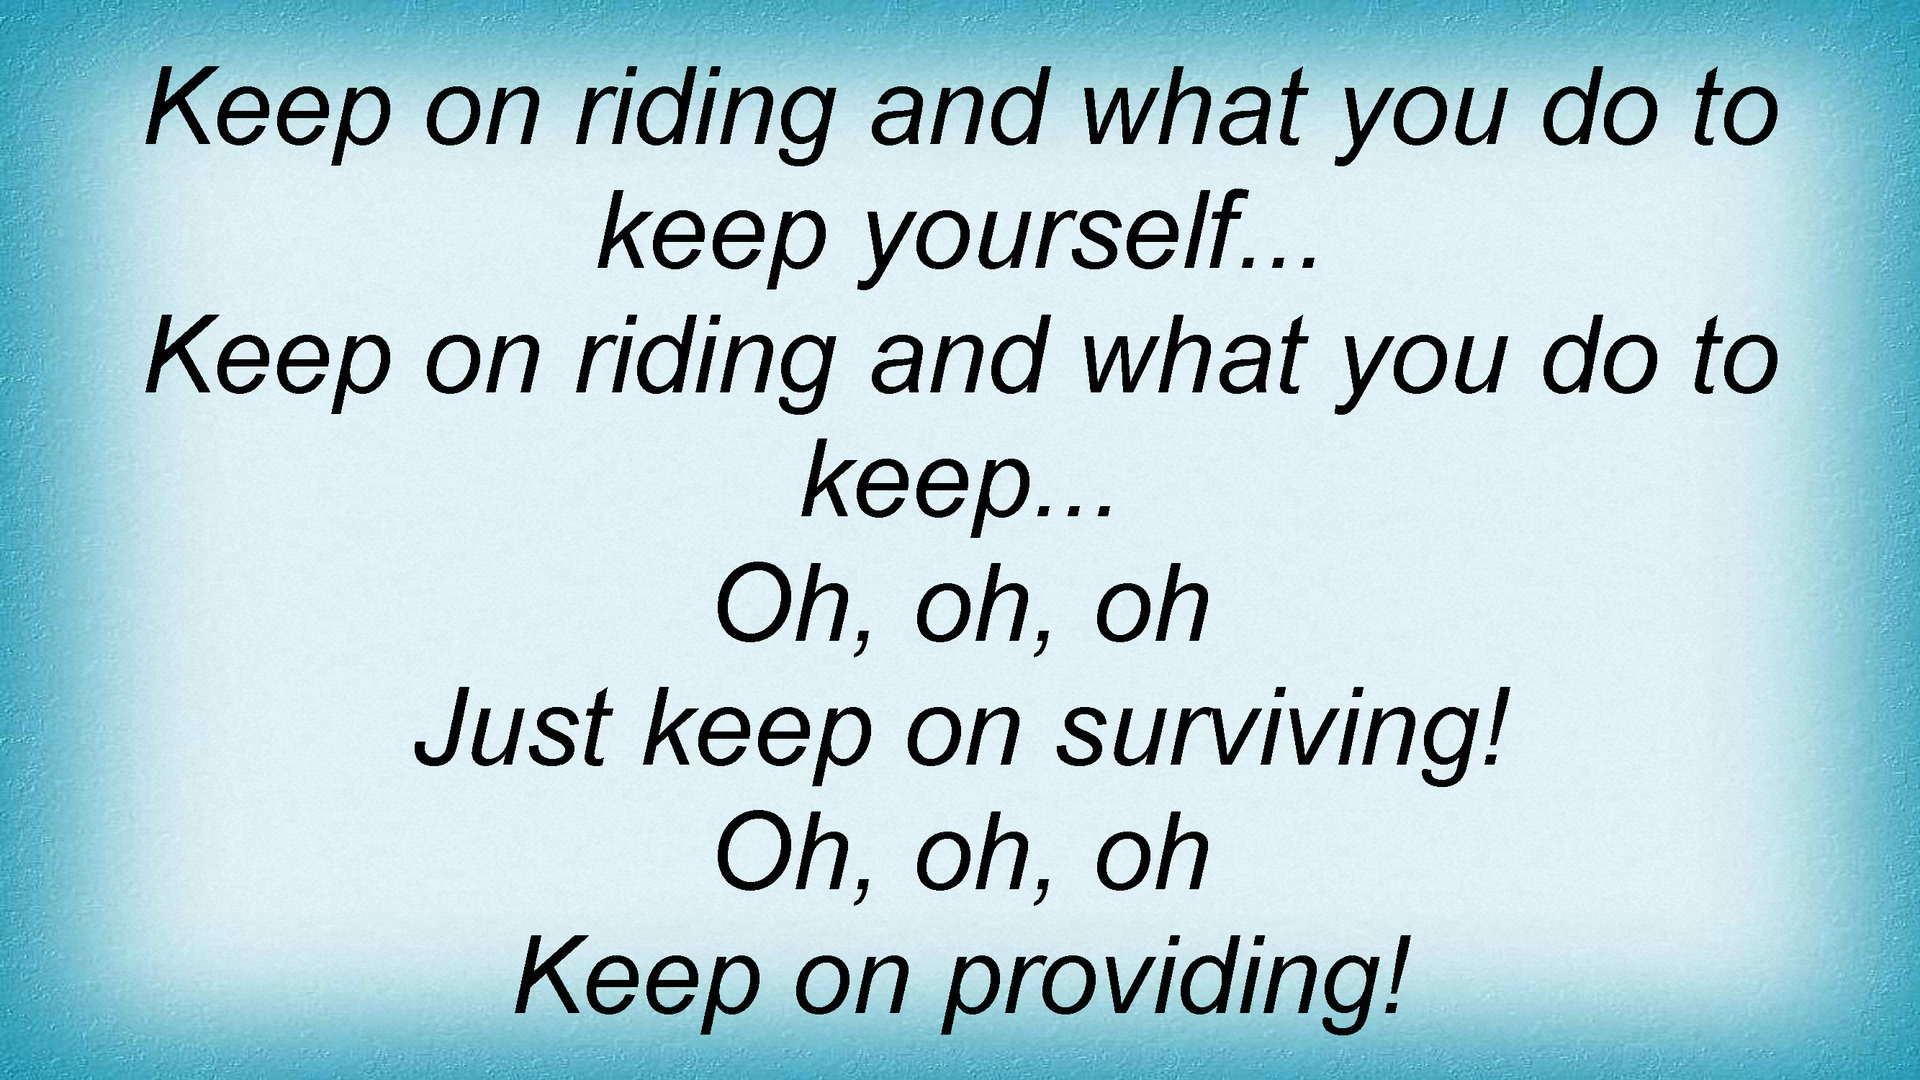 Keep on riding and what you do to
keep yourself...
Keep on riding and what you do to
keep...
Oh, oh, oh
Just keep on surviving!
Oh, oh, oh
Keep on providing!